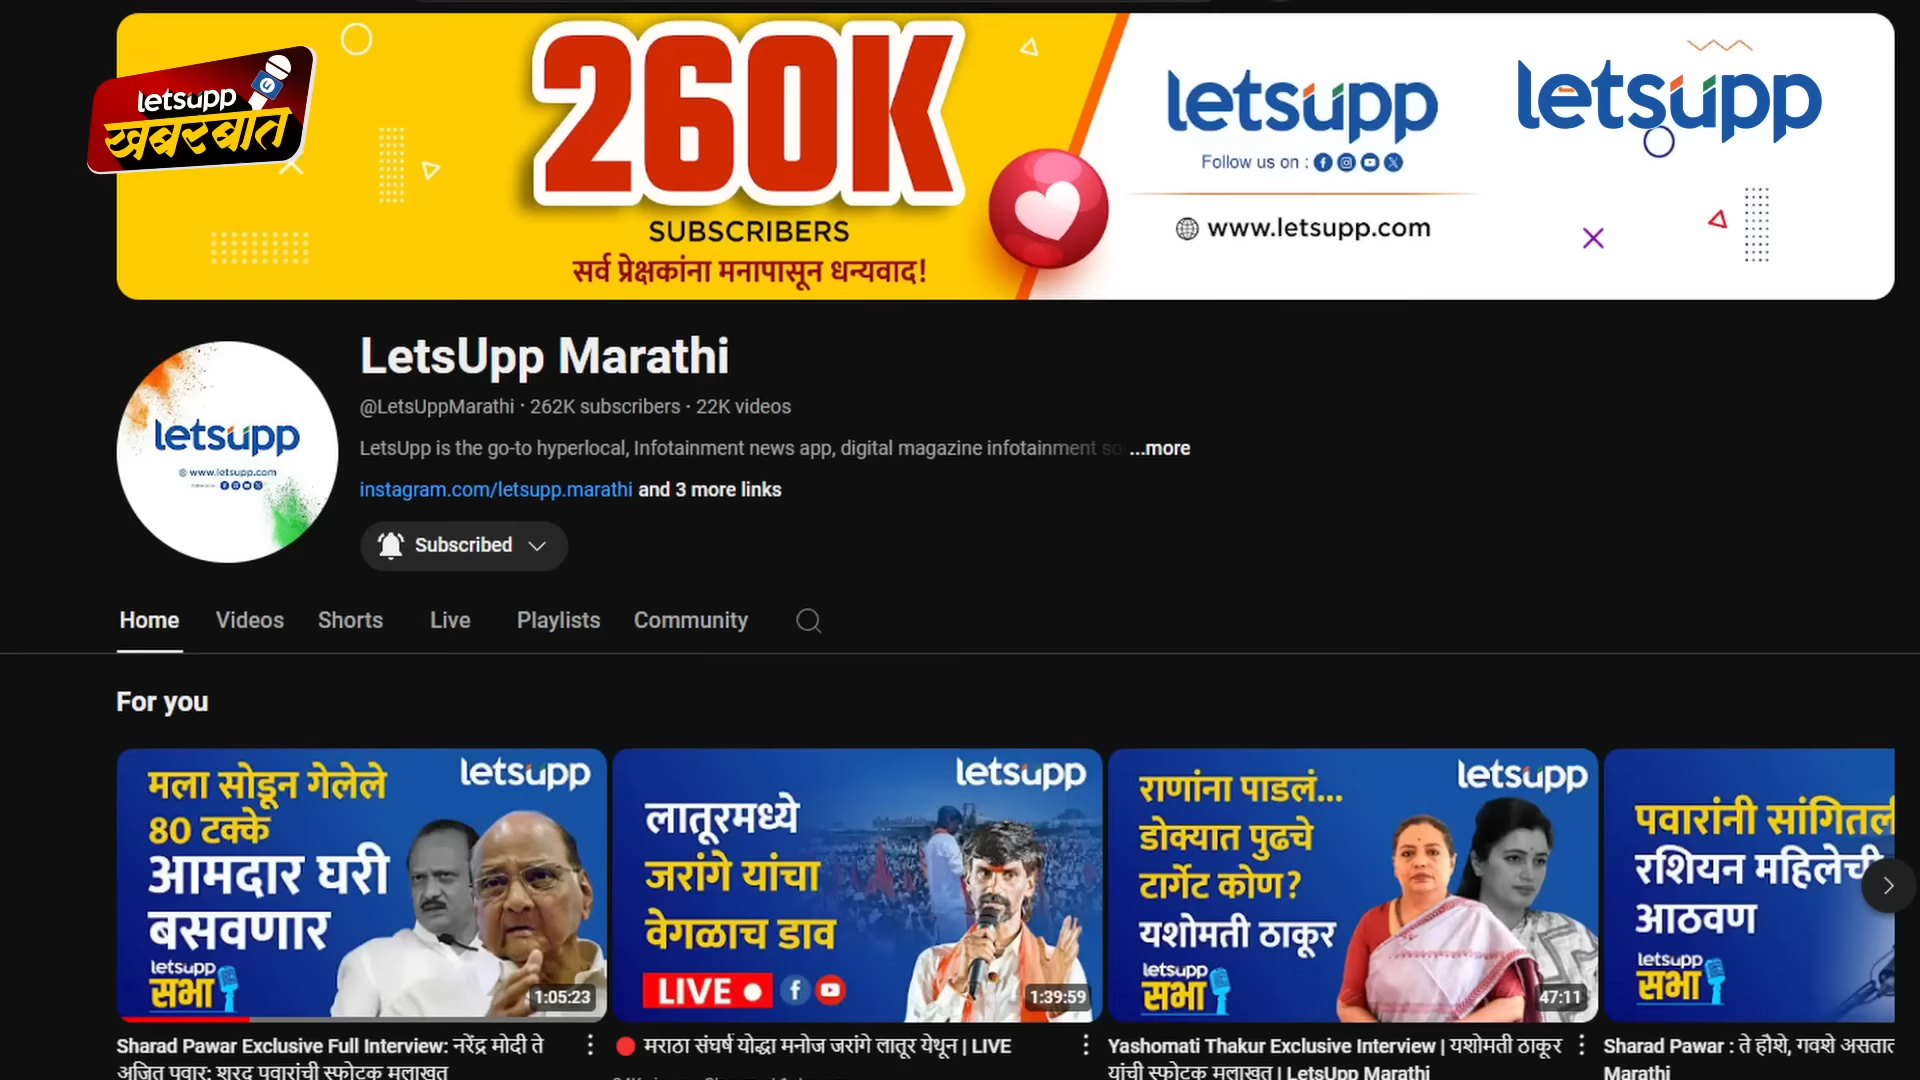 letsupp
खबरबात
260K
SUBSCRIBERS
सर्व प्रेक्षकांना मनापासून धन्यवाद!
letsupp
Follow us on :
www.letsupp.com
letsupp
letsupp
www.letsupp.com
LetsUpp Marathi
@LetsUppMarathi · 262K subscribers · 22K videos
LetsUpp is the go-to hyperlocal, Infotainment news app, digital magazine infotainment so ...more
instagram.com/letsupp.marathi and 3 more links
Subscribed
Home Videos Shorts Live Playlists Community
For you
letsupp
मला सोडून गेलेले
80 टक्के
आमदार घरी
बसवणार
letsupp
सभा
1:05:23
Sharad Pawar Exclusive Full Interview: नरेंद्र मोदी ते
अजित पवार; शरद पवारांची स्फोटक मुलाखत
letsupp
लातूरमध्ये
जरांगे यांचा
वेगळाच डाव
LIVE
1:39:59
मराठा संघर्ष योद्धा मनोज जरांगे लातूर येथून | LIVE
letsupp
राणांना पाडलं...
डोक्यात पुढचे
टार्गेट कोण?
यशोमती ठाकूर
letsupp
सभा
47:11
Yashomati Thakur Exclusive Interview | यशोमती ठाकूर
यांची स्फोटक मुलाखत | LetsUpp Marathi
पवारांनी सांगितली
रशियन महिलेची
आठवण
letsupp
सभा
Sharad Pawar : ते हौशे, गवशे असतात
Marathi